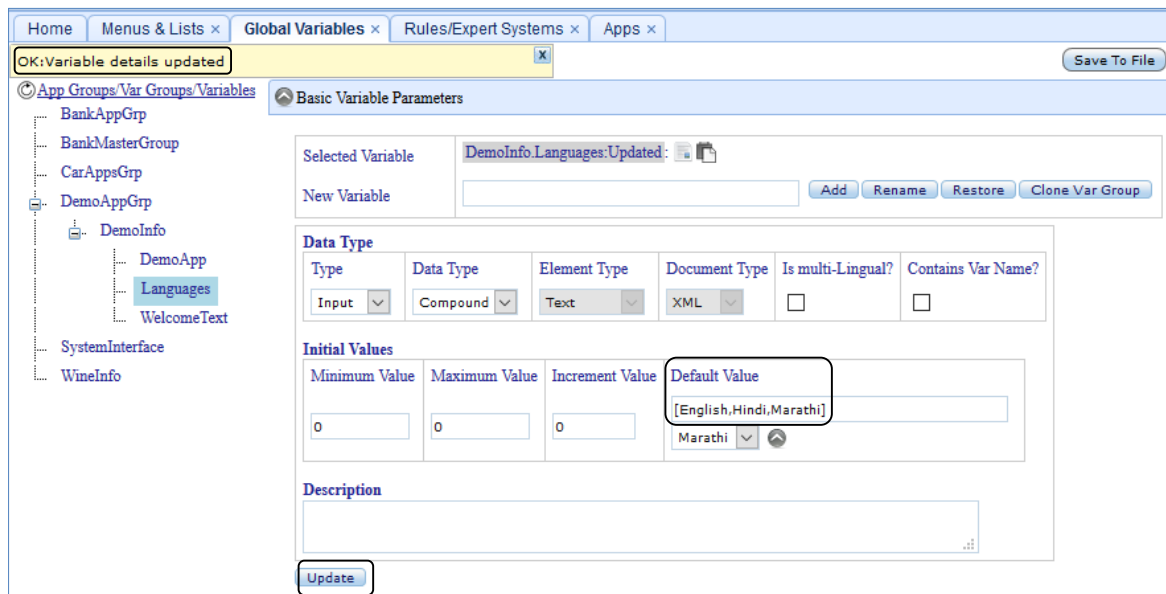 Home Menus & Lists × Global Variables × Rules/Expert Systems × Apps ×
OK:Variable details updated X
Save To File
App Groups/Var Groups/Variables
BankAppGrp
BankMasterGroup
CarAppsGrp
DemoAppGrp
DemoInfo
DemoApp
Languages
WelcomeText
SystemInterface
WineInfo
Basic Variable Parameters
Selected Variable DemoInfo.Languages:Updated:
New Variable Add Rename Restore Clone Var Group
Data Type
Type Data Type Element Type Document Type Is multi-Lingual? Contains Var Name?
Input Compound Text XML
Initial Values
Minimum Value Maximum Value Increment Value Default Value
[English,Hindi,Marathi]
0 0 0
Marathi
Description
Update